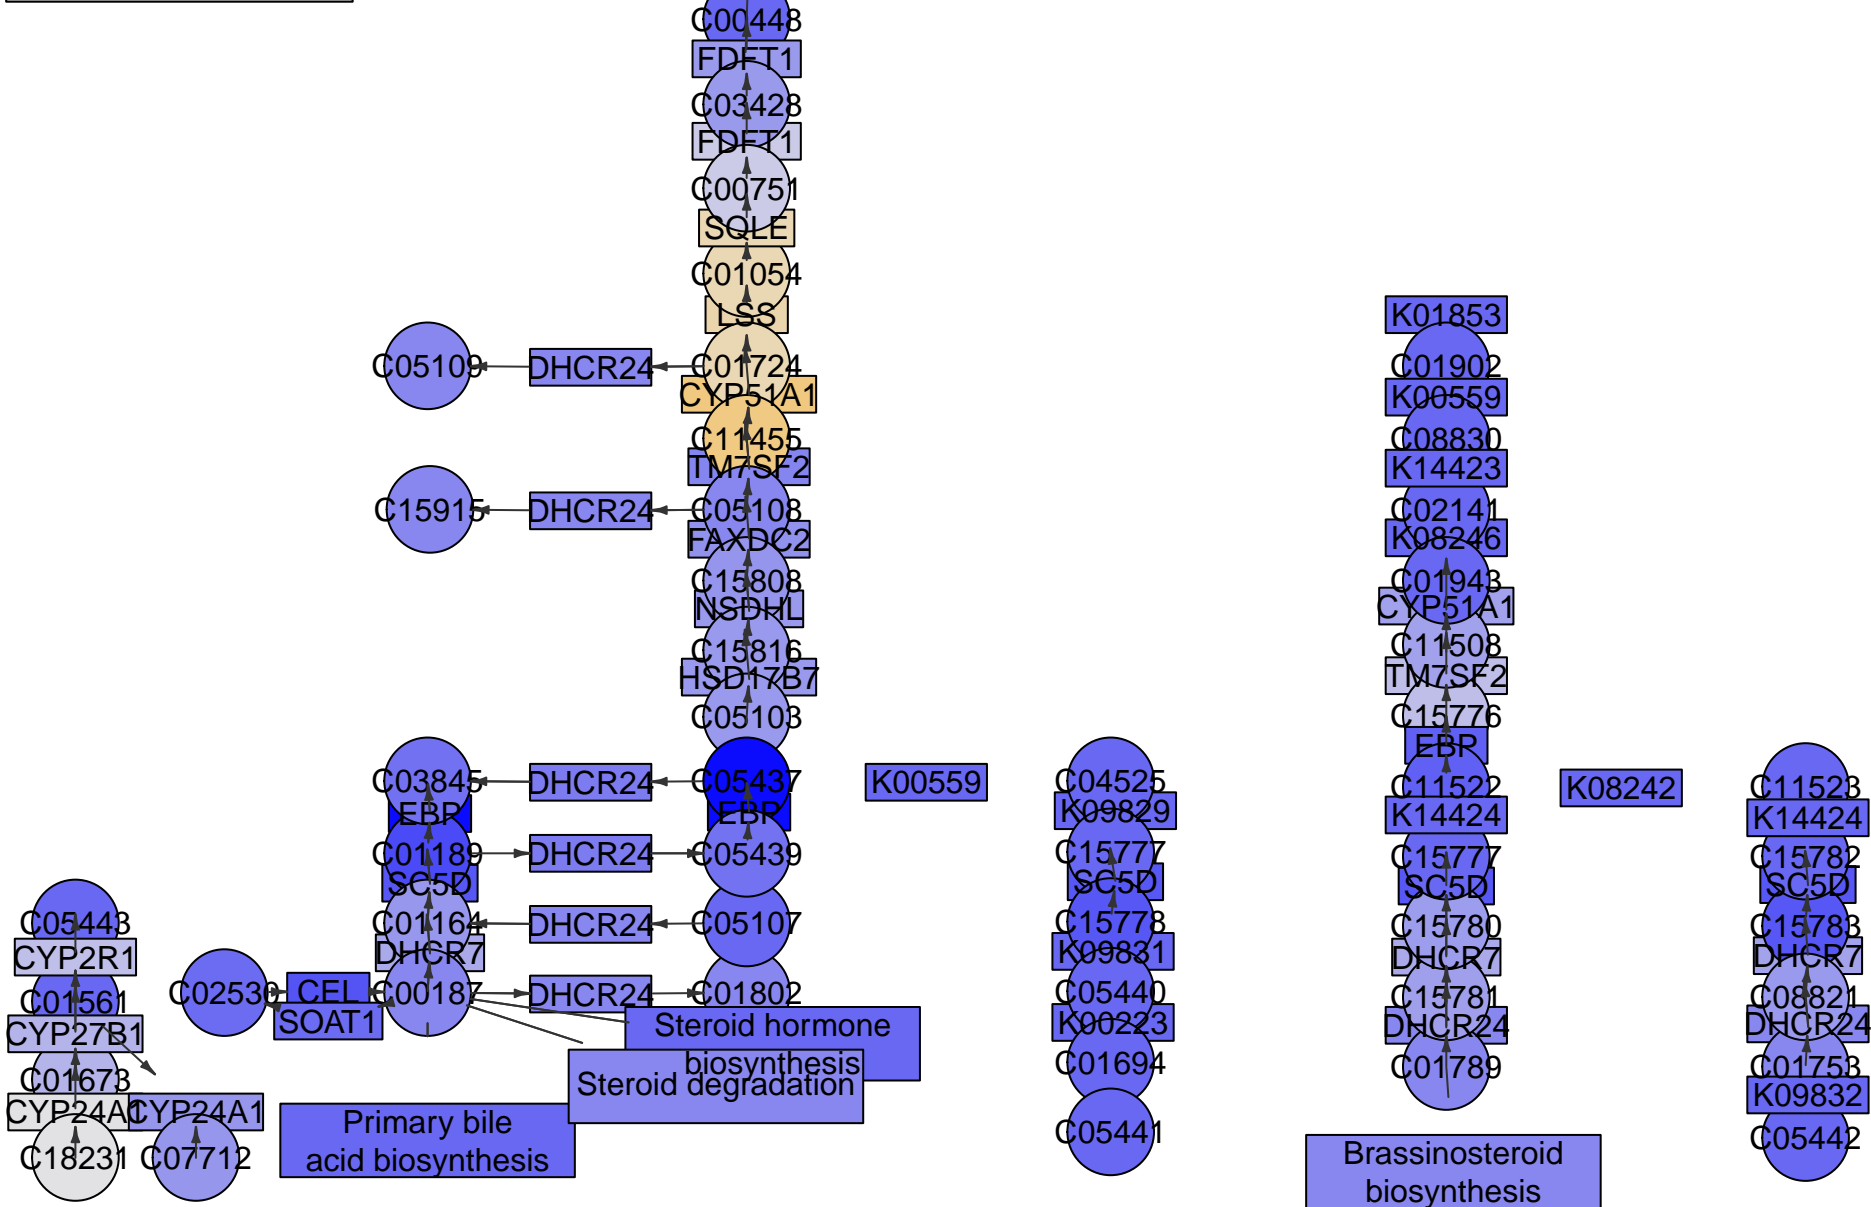 C00448
FDFT1
C03428
FDFT1
C00751
SQLE
C01054
LSS
C05109
DHCR24
C01724
CYP51A1
C11455
TM7SF2
C15915
DHCR24
C05108
FAXDC2
C15808
NSDHL
C15816
HSD17B7
C05103
C03845
DHCR24
C05437
EBP
EBP
C01189
DHCR24
C05439
SC5D
C01164
DHCR24
C05107
DHCR7
C02530
CEL
C00187
DHCR24
C01802
SOAT1
Steroid hormone
biosynthesis
Steroid degradation
Primary bile
acid biosynthesis
C05443
CYP2R1
C01561
CYP27B1
C01673
CYP24A1
CYP24A1
C18231
C07712
K00559
C04525
K09829
C15777
SC5D
C15778
K09831
C05440
K00223
C01694
C05441
K01853
C01902
K00559
C08830
K14423
C02141
K08246
C01943
CYP51A1
C11508
TM7SF2
C15776
EBP
C11522
K14424
C15777
SC5D
C15780
DHCR7
C15781
DHCR24
C01789
Brassinosteroid
biosynthesis
K08242
C11523
K14424
C15782
SC5D
C15783
DHCR7
C08821
DHCR24
C01753
K09832
C05442